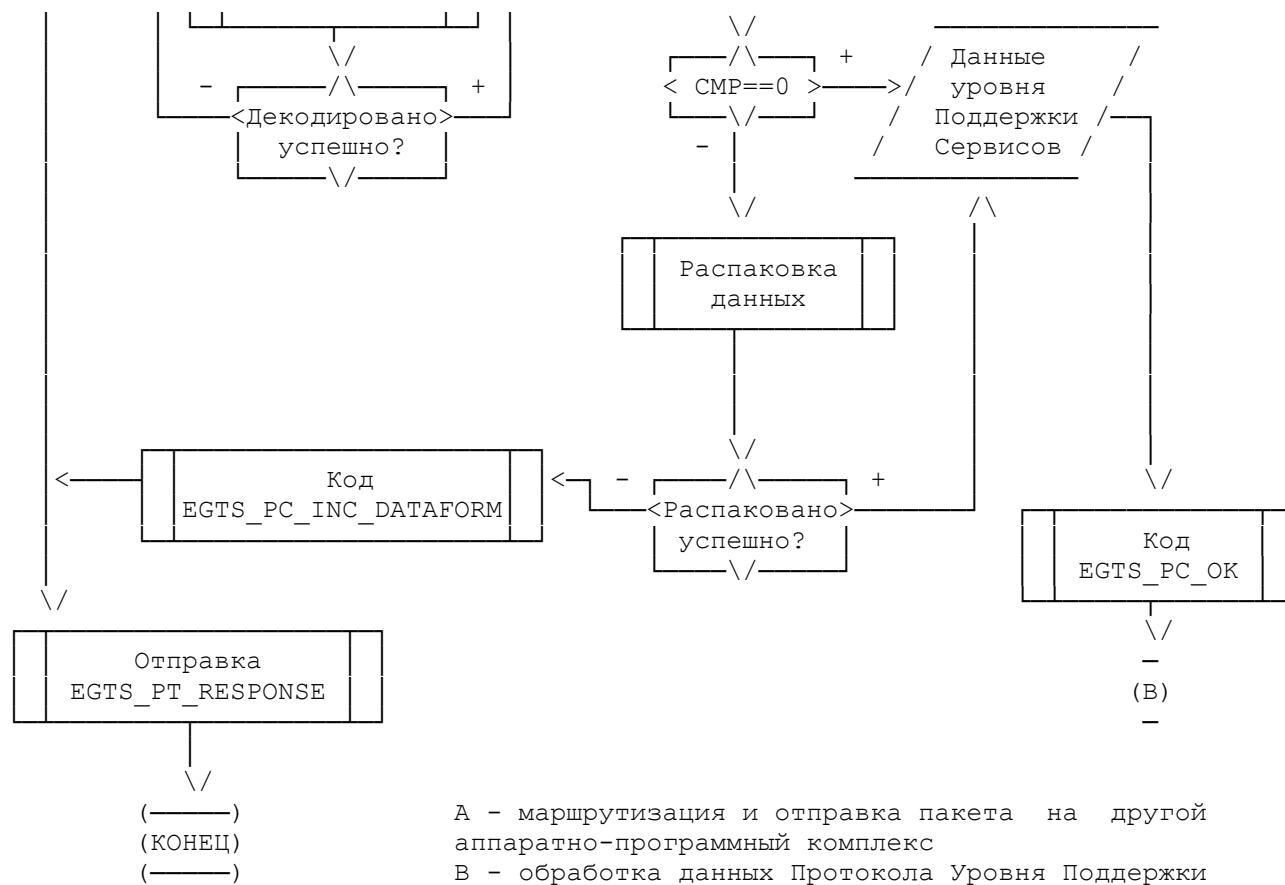 Данные
- + < CMP==0 > + уровня
<Декодировано> Поддержки
успешно? - Сервисов
Распаковка
данных
Код - +
EGTS_PC_INC_DATAFORM <Распаковано>
успешно? Код
EGTS_PC_OK
Отправка
EGTS_PT_RESPONSE (B)
(КОНЕЦ)
A - маршрутизация и отправка пакета на другой
аппаратно-программный комплекс
B - обработка данных Протокола Уровня Поддержки